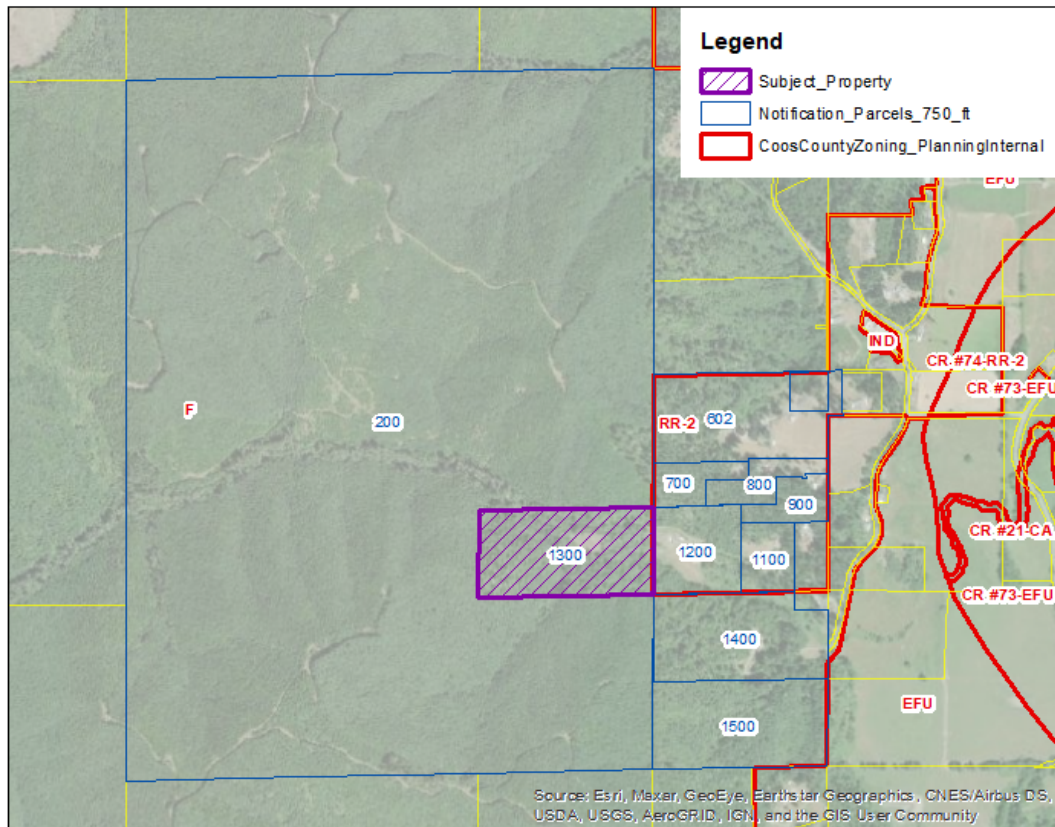 Legend
Subject_Property
Notification_Parcels_750_ft
CoosCountyZoning_PlanningInternal
EFU
IND
CR #74-RR-2
CR #73-EFU
F
200
RR-2
602
700
800
900
CR #21-CA
1300
1200
1100
CR #73-EFU
1400
EFU
1500
Source: Esri, Maxar, GeoEye, Earthstar Geographics, CNES/Airbus DS,
USDA, USGS, AeroGRID, IGN, and the GIS User Community